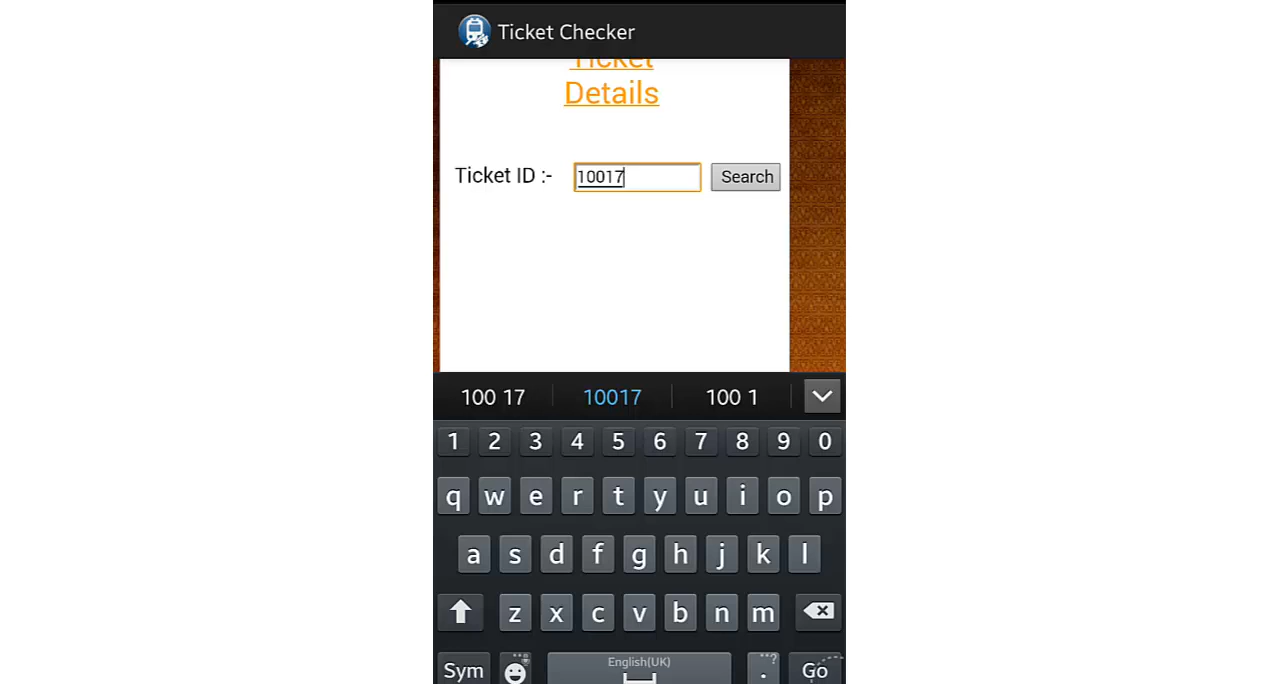 Ticket Checker
Ticket
Details
Ticket ID :- 10017 Search
100 17 10017 100 1
1 2 3 4 5 6 7 8 9 0
q w e r t y u i o p
a s d f g h j k l
z x c v b n m
English(UK)
Sym . ? Go